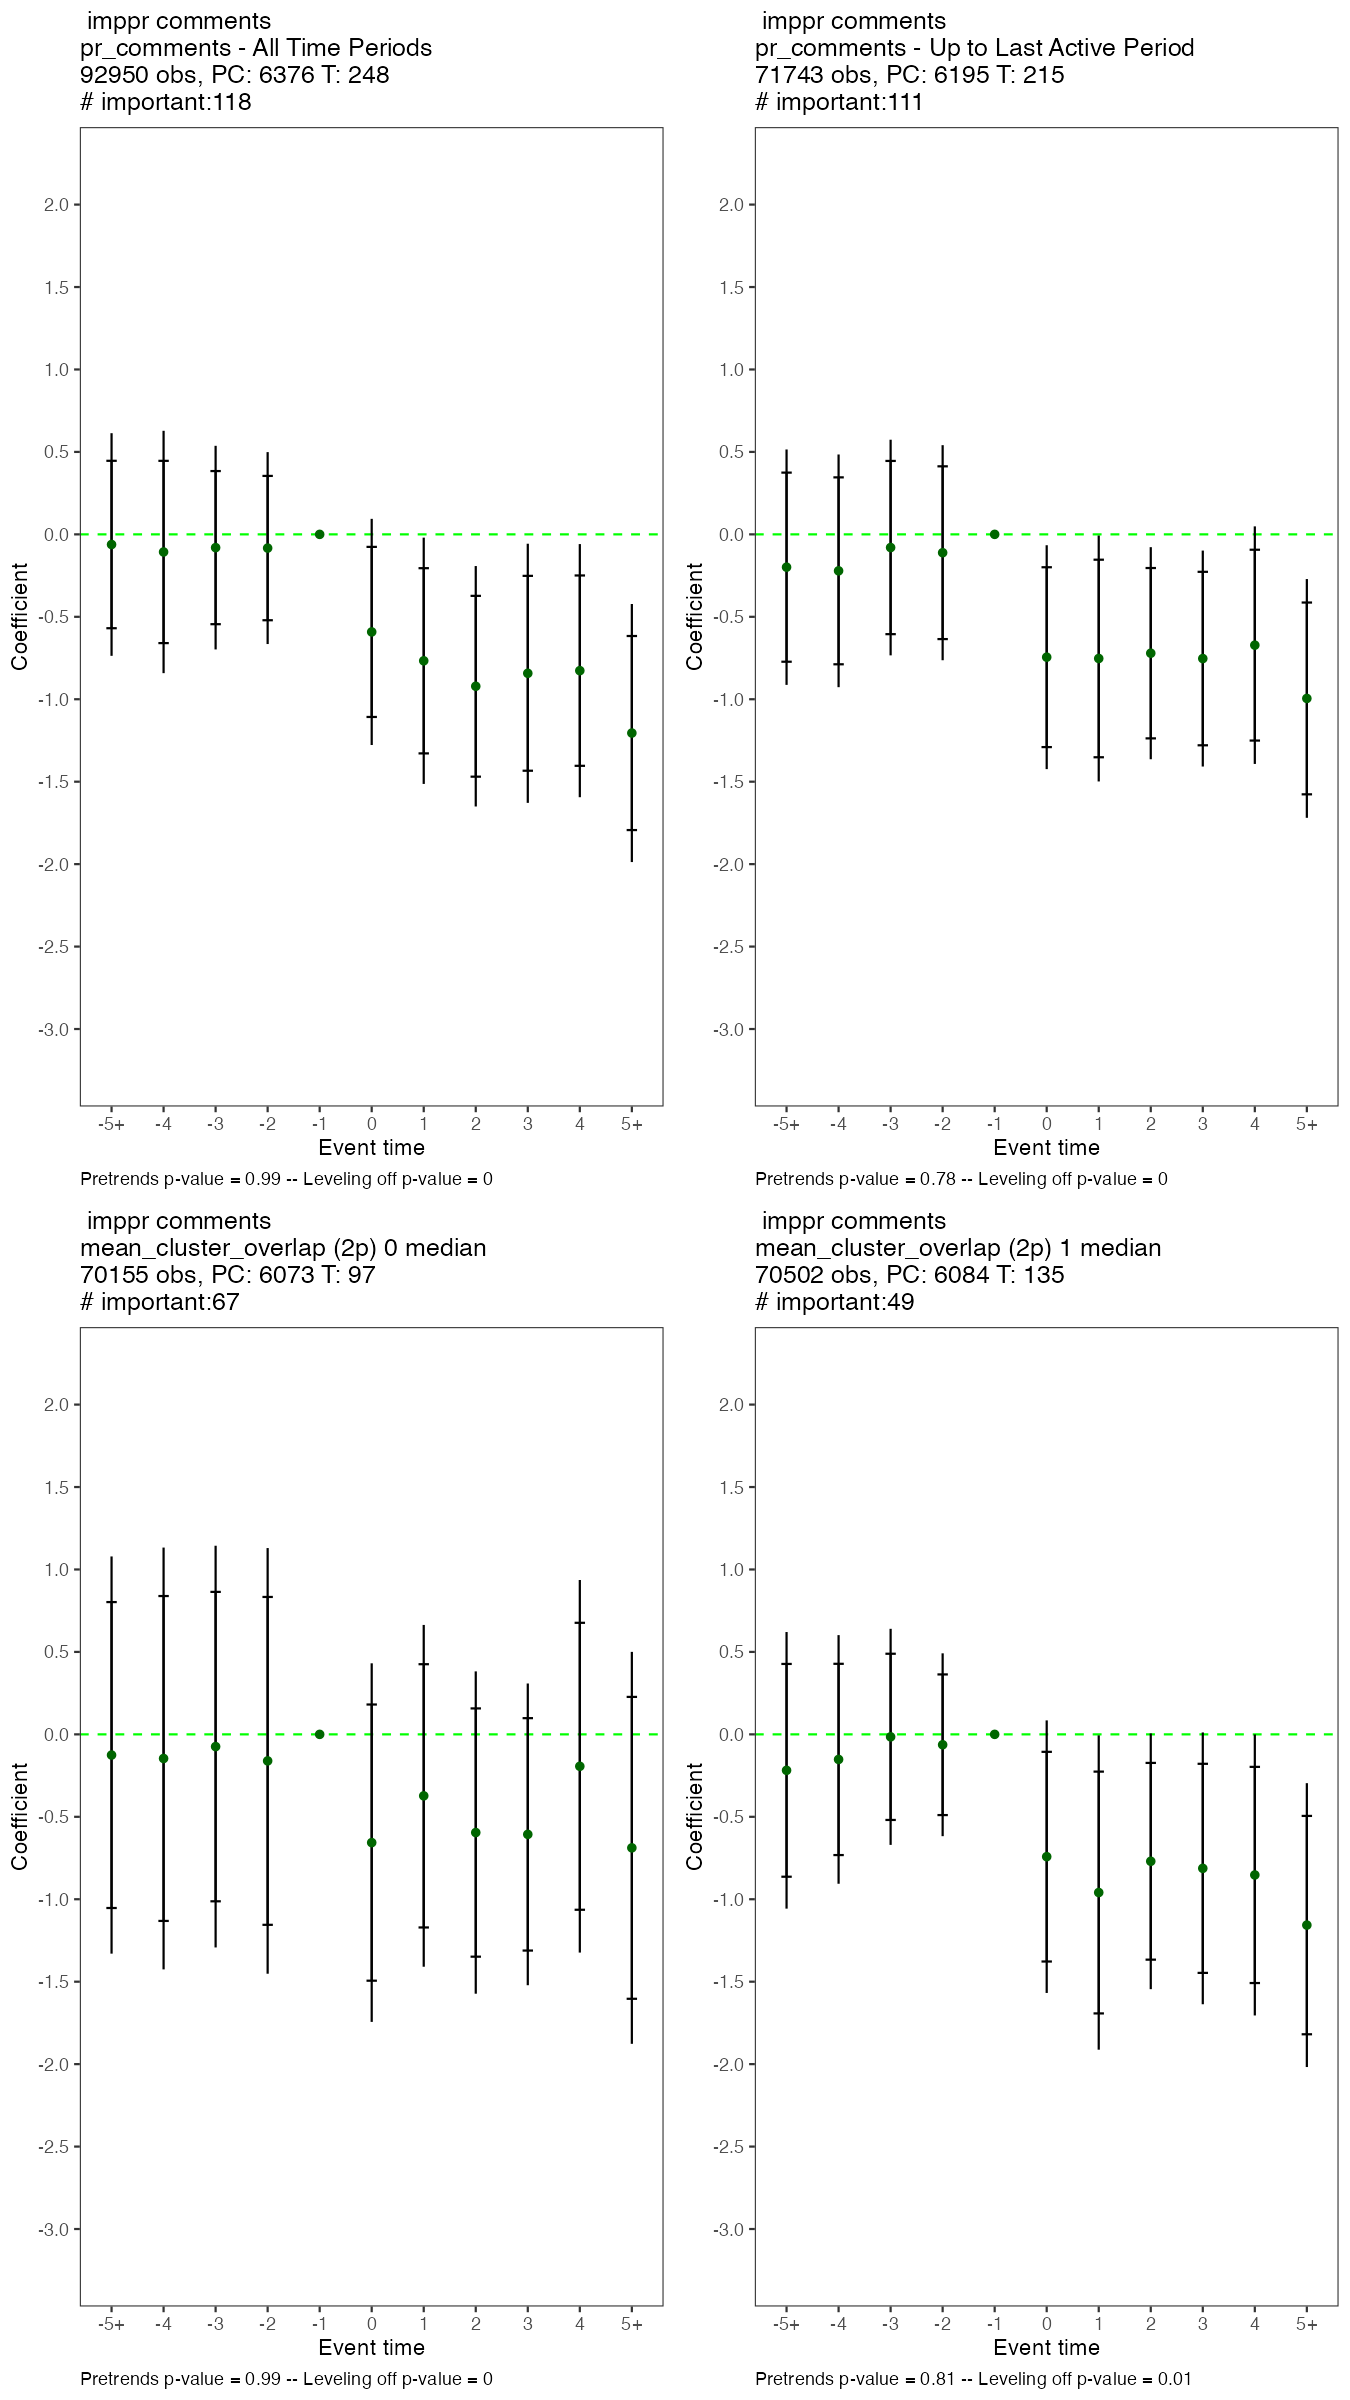 imppr comments
pr_comments - All Time Periods
92950 obs, PC: 6376 T: 248
# important:118
2.0
1.5
1.0
0.5
0.0
-0.5
-1.0
-1.5
-2.0
-2.5
-3.0
Coefficient
-5+ -4 -3 -2 -1 0 1 2 3 4 5+
Event time
Pretrends p-value = 0.99 -- Leveling off p-value = 0
imppr comments
pr_comments - Up to Last Active Period
71743 obs, PC: 6195 T: 215
# important:111
2.0
1.5
1.0
0.5
0.0
-0.5
-1.0
-1.5
-2.0
-2.5
-3.0
Coefficient
-5+ -4 -3 -2 -1 0 1 2 3 4 5+
Event time
Pretrends p-value = 0.78 -- Leveling off p-value = 0
imppr comments
mean_cluster_overlap (2p) 0 median
70155 obs, PC: 6073 T: 97
# important:67
2.0
1.5
1.0
0.5
0.0
-0.5
-1.0
-1.5
-2.0
-2.5
-3.0
Coefficient
-5+ -4 -3 -2 -1 0 1 2 3 4 5+
Event time
Pretrends p-value = 0.99 -- Leveling off p-value = 0
imppr comments
mean_cluster_overlap (2p) 1 median
70502 obs, PC: 6084 T: 135
# important:49
2.0
1.5
1.0
0.5
0.0
-0.5
-1.0
-1.5
-2.0
-2.5
-3.0
Coefficient
-5+ -4 -3 -2 -1 0 1 2 3 4 5+
Event time
Pretrends p-value = 0.81 -- Leveling off p-value = 0.01